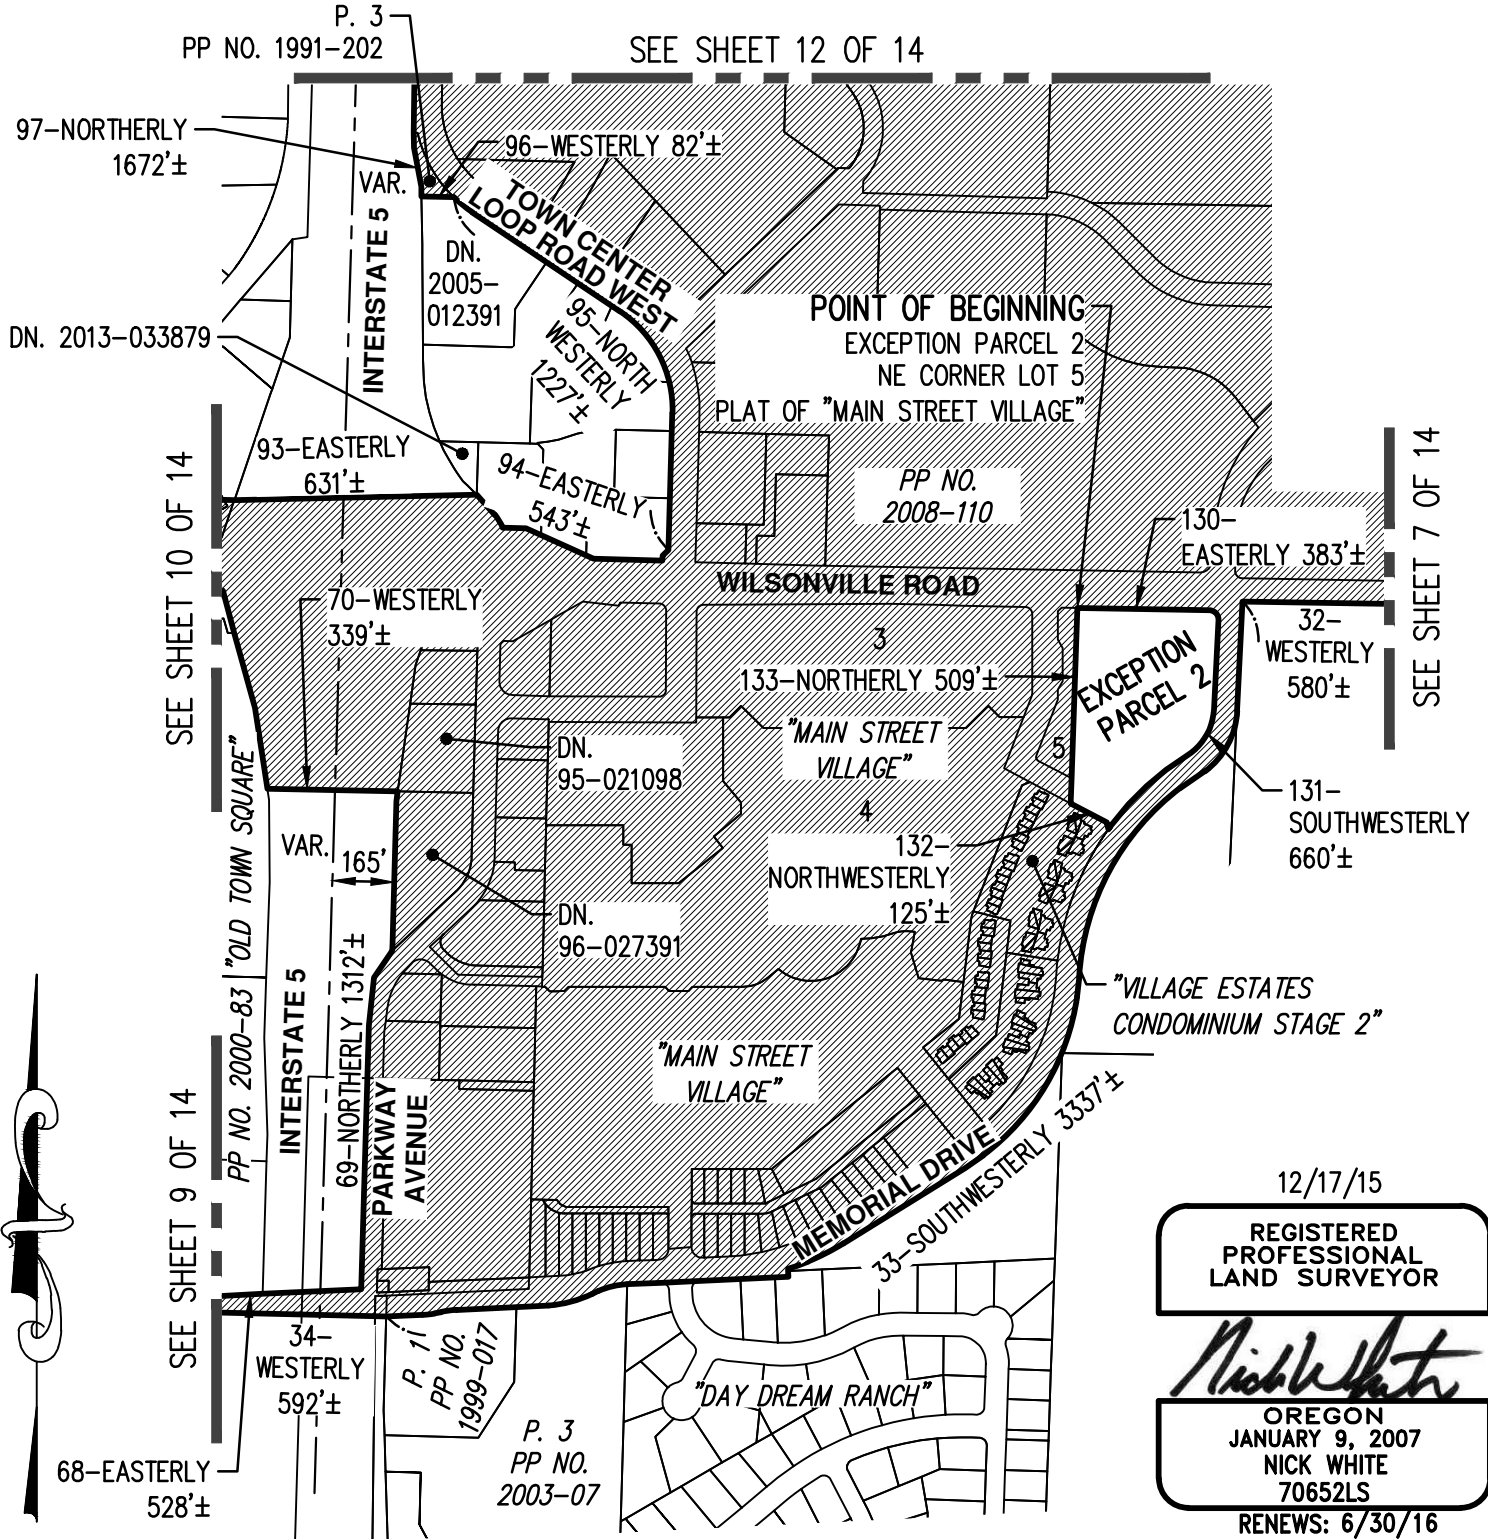 P. 3
PP NO. 1991-202
SEE SHEET 12 OF 14
97-NORTHERLY
1672'±
96-WESTERLY 82'±
VAR.
INTERSTATE 5
TOWN CENTER
LOOP ROAD WEST
DN.
2005-
012391
95-NORTH
WESTERLY
1227'±
DN. 2013-033879
POINT OF BEGINNING
EXCEPTION PARCEL 2
NE CORNER LOT 5
PLAT OF "MAIN STREET VILLAGE"
93-EASTERLY
631'±
94-EASTERLY
543'±
PP NO.
2008-110
SEE SHEET 10 OF 14
SEE SHEET 7 OF 14
130-
EASTERLY 383'±
WILSONVILLE ROAD
70-WESTERLY
339'±
3
32-
WESTERLY
580'±
133-NORTHERLY 509'±
EXCEPTION
PARCEL 2
"MAIN STREET
VILLAGE"
5
DN.
95-021098
4
131-
SOUTHWESTERLY
660'±
132-
NORTHWESTERLY
125'±
VAR.
165'
DN.
96-027391
PP NO. 2000-83 "OLD TOWN SQUARE"
INTERSTATE 5
69-NORTHERLY 1312'±
"VILLAGE ESTATES
CONDOMINIUM STAGE 2"
"MAIN STREET
VILLAGE"
PARKWAY
AVENUE
SEE SHEET 9 OF 14
MEMORIAL DRIVE
33-SOUTHWESTERLY 3337'±
34-
WESTERLY
592'±
P. 1
PP NO.
1999-017
"DAY DREAM RANCH"
P. 3
PP NO.
2003-07
68-EASTERLY
528'±
12/17/15
REGISTERED
PROFESSIONAL
LAND SURVEYOR
Nick White
OREGON
JANUARY 9, 2007
NICK WHITE
70652LS
RENEWS: 6/30/16